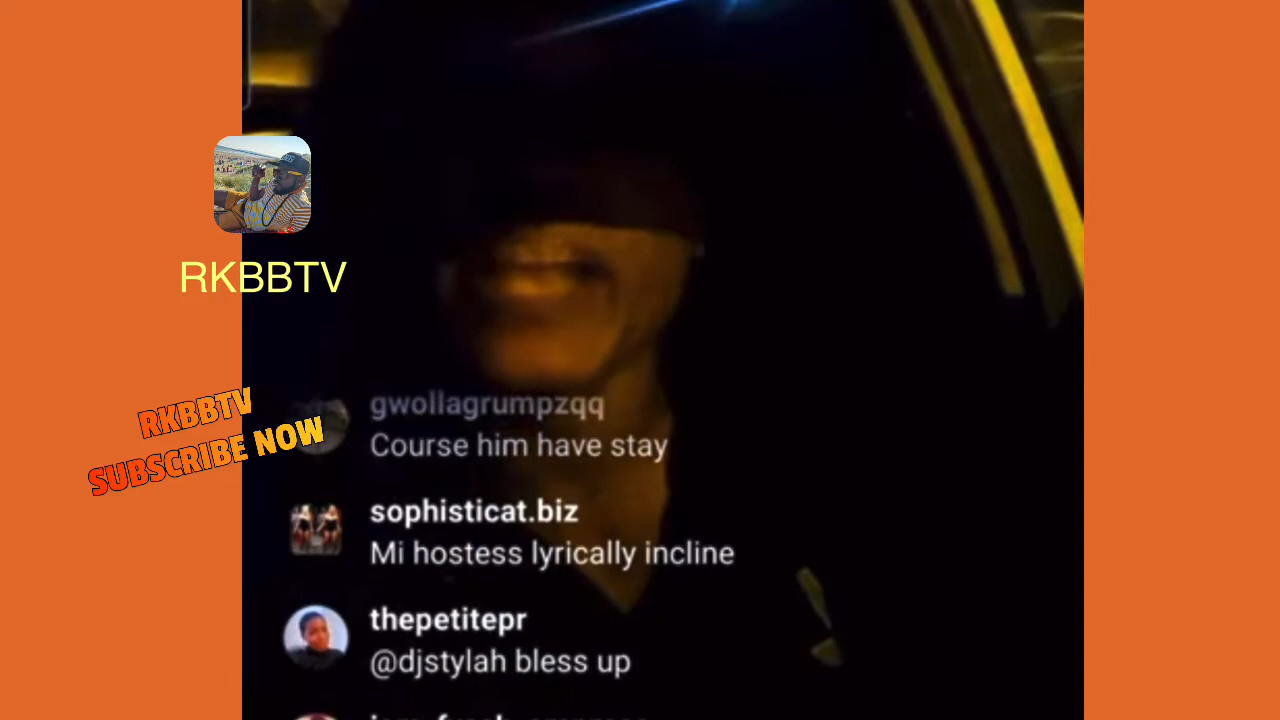 RKBBTV
RKBBTV
SUBSCRIBE NOW
gwollagrumpzqq
Course him have stay
sophisticat.biz
Mi hostess lyrically incline
thepetitepr
@djstylah bless up